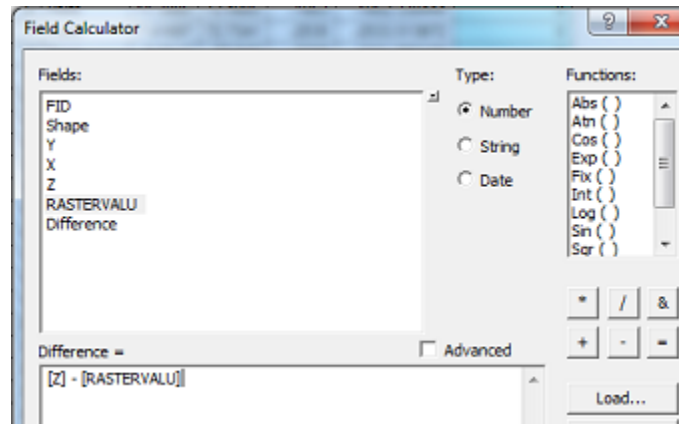 Field Calculator
Fields:
FID
Shape
Y
X
Z
RASTERVALU
Difference
Type:
Number
String
Date
Functions:
Abs ( )
Atn ( )
Cos ( )
Exp ( )
Fix ( )
Int ( )
Log ( )
Sin ( )
Sqr ( )
* / &
+ - =
Difference =
Advanced
[Z] - [RASTERVALU]
Load...